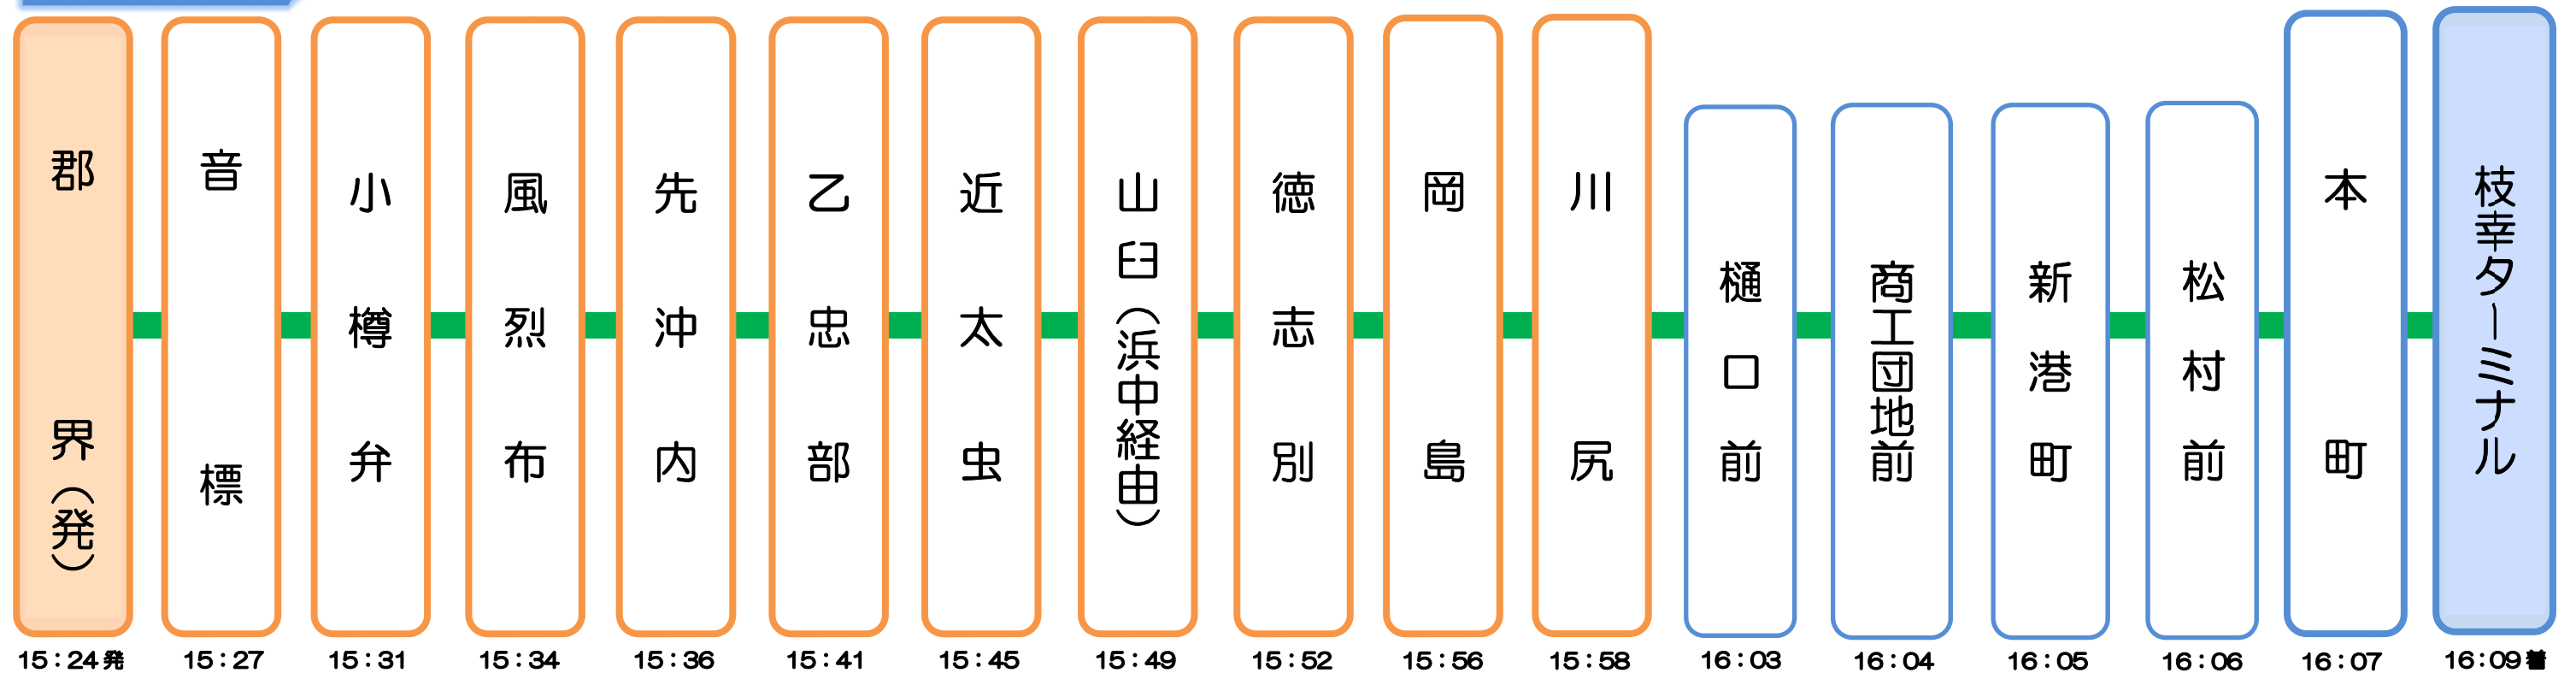 郡界（発）
音標
小樽弁
風烈布
先沖内
乙忠部
近太虫
山臼（浜中経由）
徳志別
岡島
川尻
樋口前
商工団地前
新港町
松村前
本町
枝幸ターミナル
15:24発
15:27
15:31
15:34
15:36
15:41
15:45
15:49
15:52
15:56
15:58
16:03
16:04
16:05
16:06
16:07
16:09着